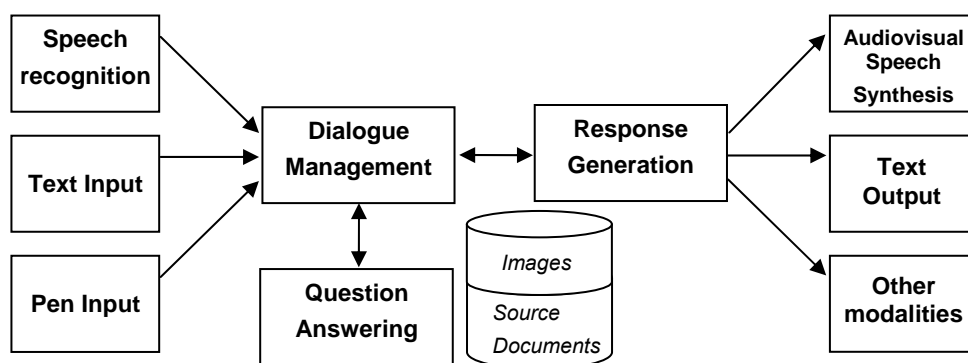 Speech
recognition
Text Input
Pen Input
Dialogue
Management
Question
Answering
Response
Generation
Images
Source
Documents
Audiovisual
Speech
Synthesis
Text
Output
Other
modalities